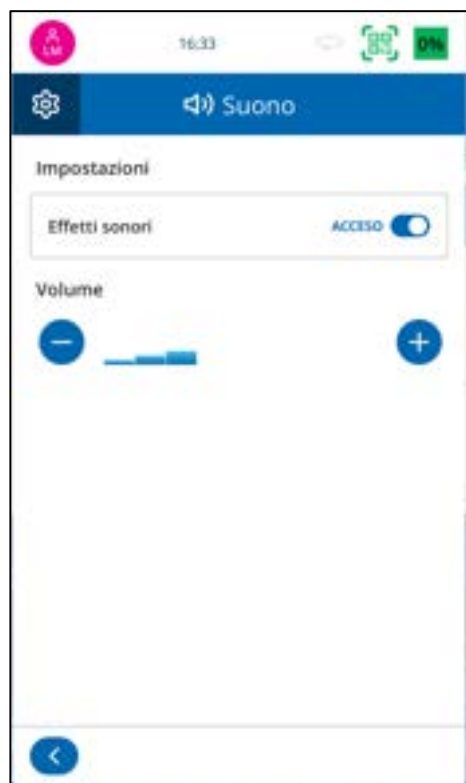 LM
16:33
0%
Suono
Impostazioni
Effetti sonori
ACCESO
Volume